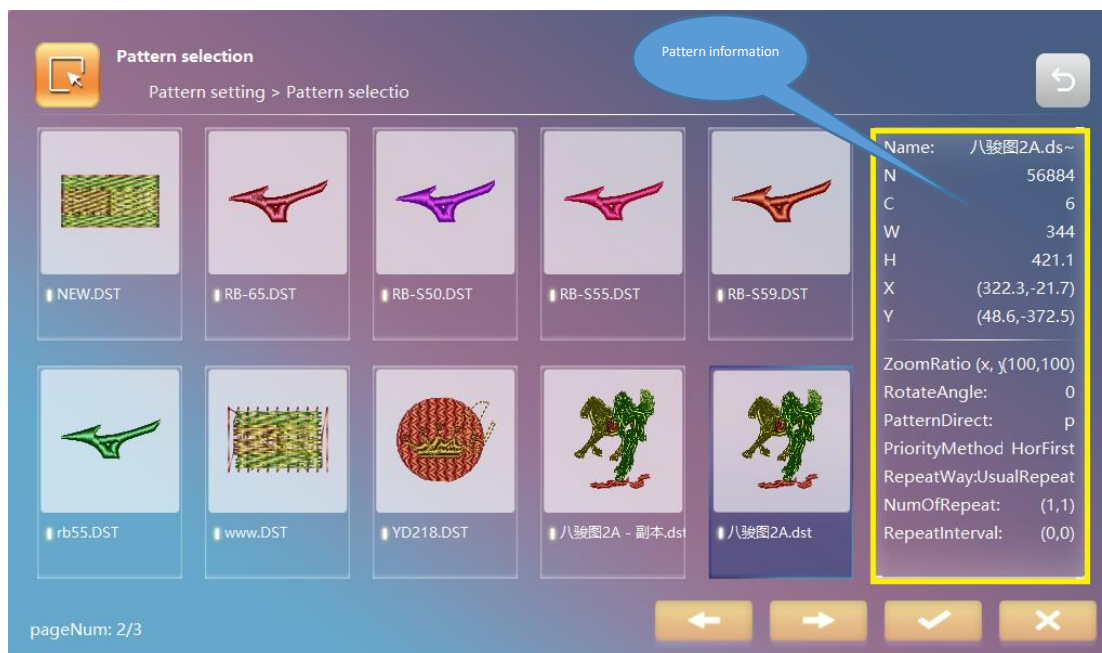 Pattern selection
Pattern setting > Pattern selectio
Pattern information
NEW.DST
RB-65.DST
RB-S50.DST
RB-S55.DST
RB-S59.DST
rb55.DST
www.DST
YD218.DST
八骏图2A - 副本.dst
八骏图2A.dst
Name: 八骏图2A.ds~
N 56884
C 6
W 344
H 421.1
X (322.3,-21.7)
Y (48.6,-372.5)
ZoomRatio (x, y(100,100)
RotateAngle: 0
PatternDirect: p
PriorityMethod HorFirst
RepeatWay:UsualRepeat
NumOfRepeat: (1,1)
RepeatInterval: (0,0)
pageNum: 2/3